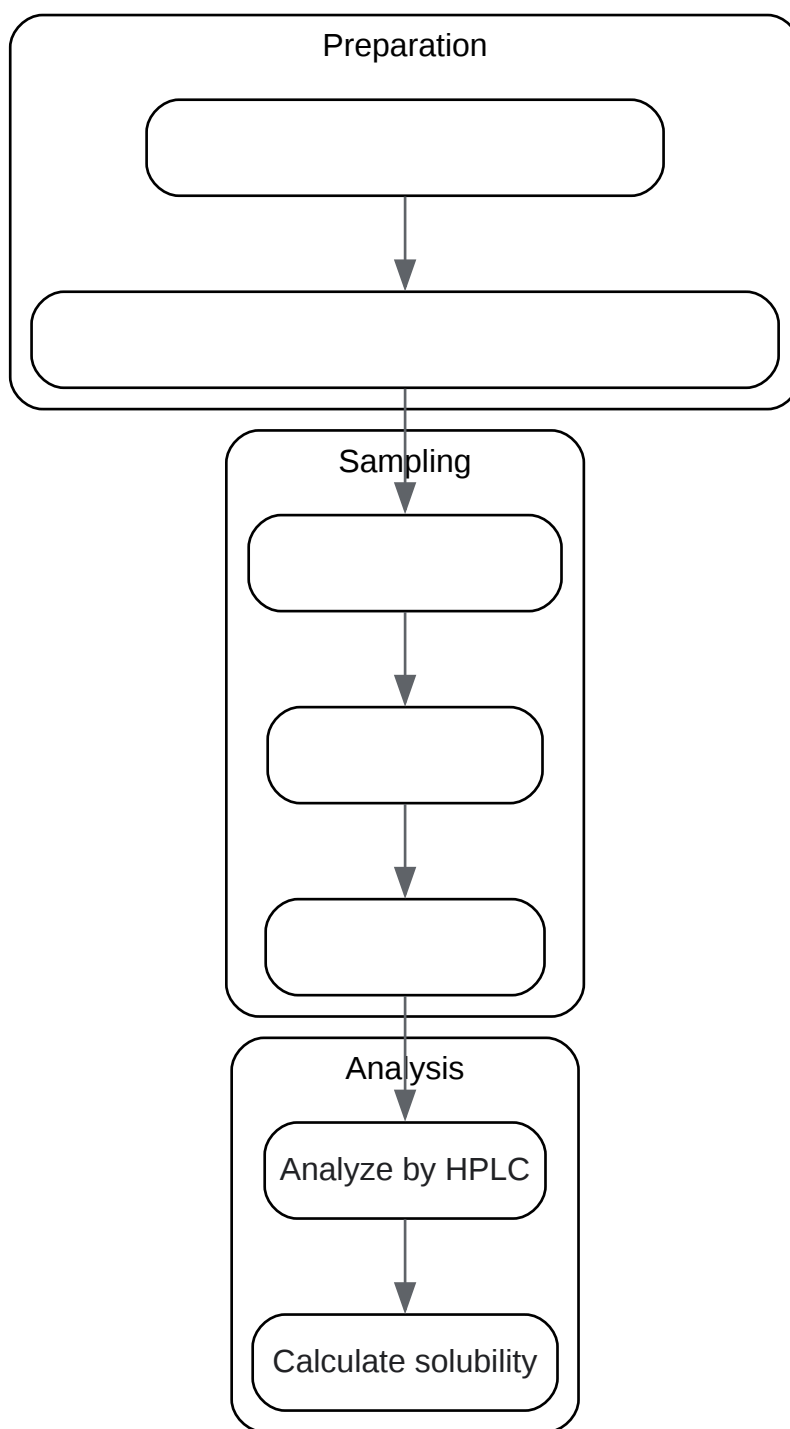 Preparation
Sampling
Analysis
Analyze by HPLC
Calculate solubility